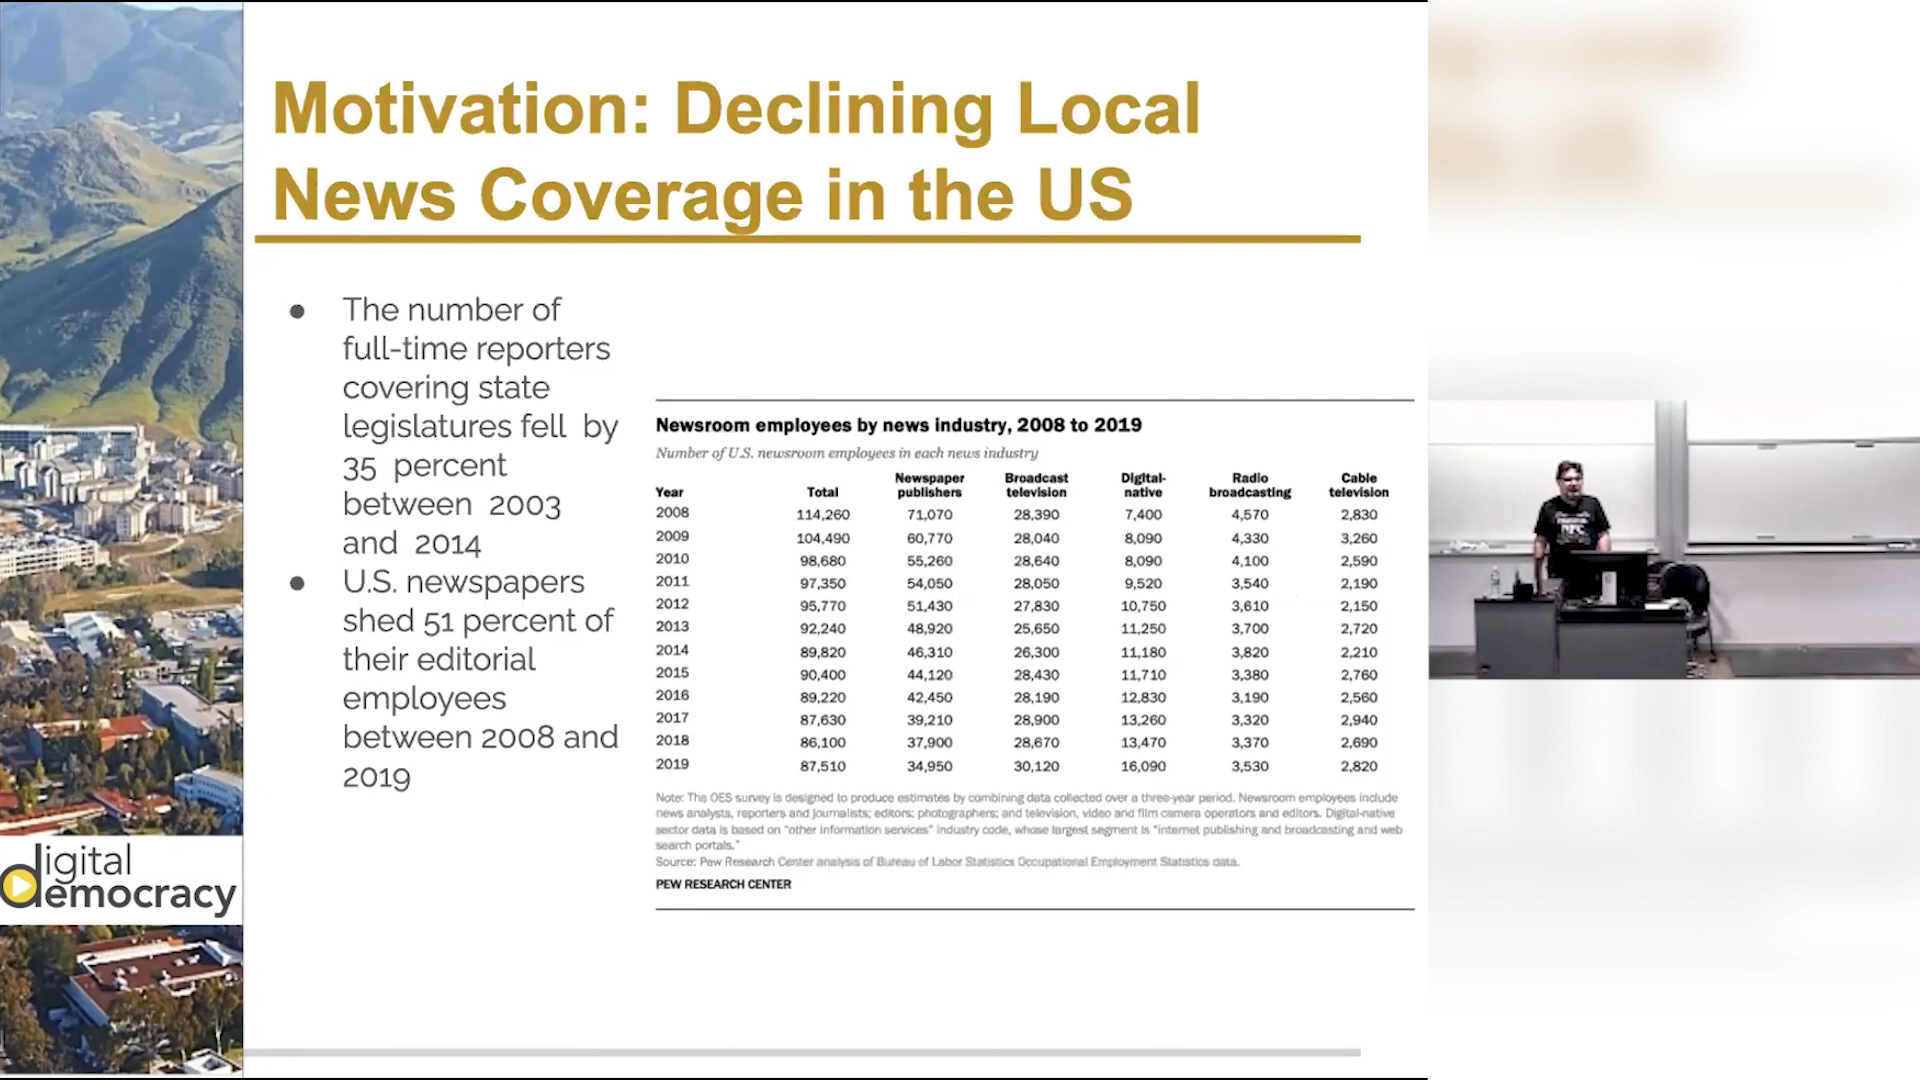 Motivation: Declining Local
News Coverage in the US
● The number of
full-time reporters
covering state
legislatures fell by
35 percent
between 2003
and 2014
● U.S. newspapers
shed 51 percent of
their editorial
employees
between 2008 and
2019
Newsroom employees by news industry, 2008 to 2019
Number of U.S. newsroom employees in each news industry
Year Total Newspaper publishers Broadcast television Digital-native Radio broadcasting Cable television
2008 114,260 71,070 28,390 7,400 4,570 2,830
2009 104,490 60,770 28,040 8,090 4,330 3,260
2010 98,680 55,260 28,640 8,090 4,100 2,590
2011 97,350 54,050 28,050 9,520 3,540 2,190
2012 95,770 51,430 27,830 10,750 3,610 2,150
2013 92,240 48,920 25,650 11,250 3,700 2,720
2014 89,820 46,310 26,300 11,180 3,820 2,210
2015 90,400 44,120 28,430 11,710 3,380 2,760
2016 89,220 42,450 28,190 12,830 3,190 2,560
2017 87,630 39,210 28,900 13,260 3,320 2,940
2018 86,100 37,900 28,670 13,470 3,370 2,690
2019 87,510 34,950 30,120 16,090 3,530 2,820
Note: The OES survey is designed to produce estimates by combining data collected over a three-year period. Newsroom employees include
news analysts, reporters and journalists; editors; photographers; and television, video and film camera operators and editors. Digital-native
sector data is based on "other information services" industry code, whose largest segment is "internet publishing and broadcasting and web
search portals."
Source: Pew Research Center analysis of Bureau of Labor Statistics Occupational Employment Statistics data.
PEW RESEARCH CENTER
digital
democracy